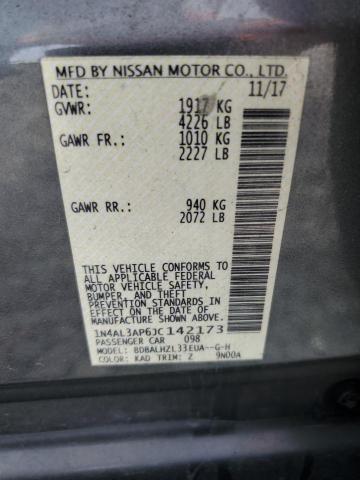 MFD BY NISSAN MOTOR CO., LTD.
DATE: 11/17
GVWR: 1917 KG
4226 LB
GAWR FR.: 1010 KG
2227 LB
GAWR RR.: 940 KG
2072 LB
THIS VEHICLE CONFORMS TO
ALL APPLICABLE FEDERAL
MOTOR VEHICLE SAFETY,
BUMPER, AND THEFT
PREVENTION STANDARDS IN
EFFECT ON THE DATE OF
MANUFACTURE SHOWN ABOVE.
1N4AL3AP6JC142173
PASSENGER CAR 098
MODEL: BDBALHZL33EUA--G-H
COLOR: KAD TRIM: Z 9N00A